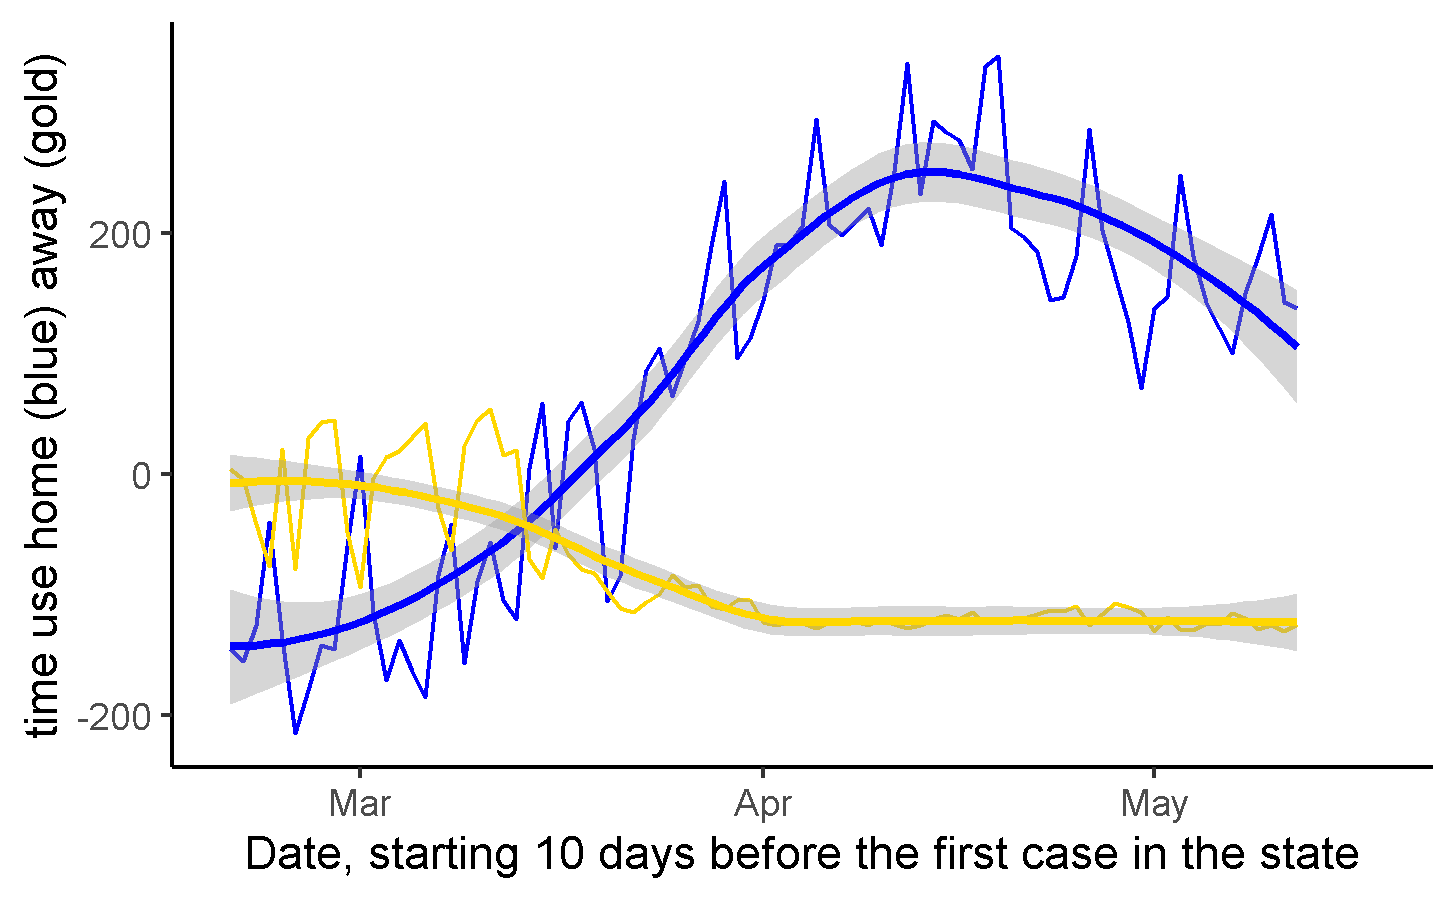 time use home (blue) away (gold)
200
0
-200
Mar Apr May
Date, starting 10 days before the first case in the state